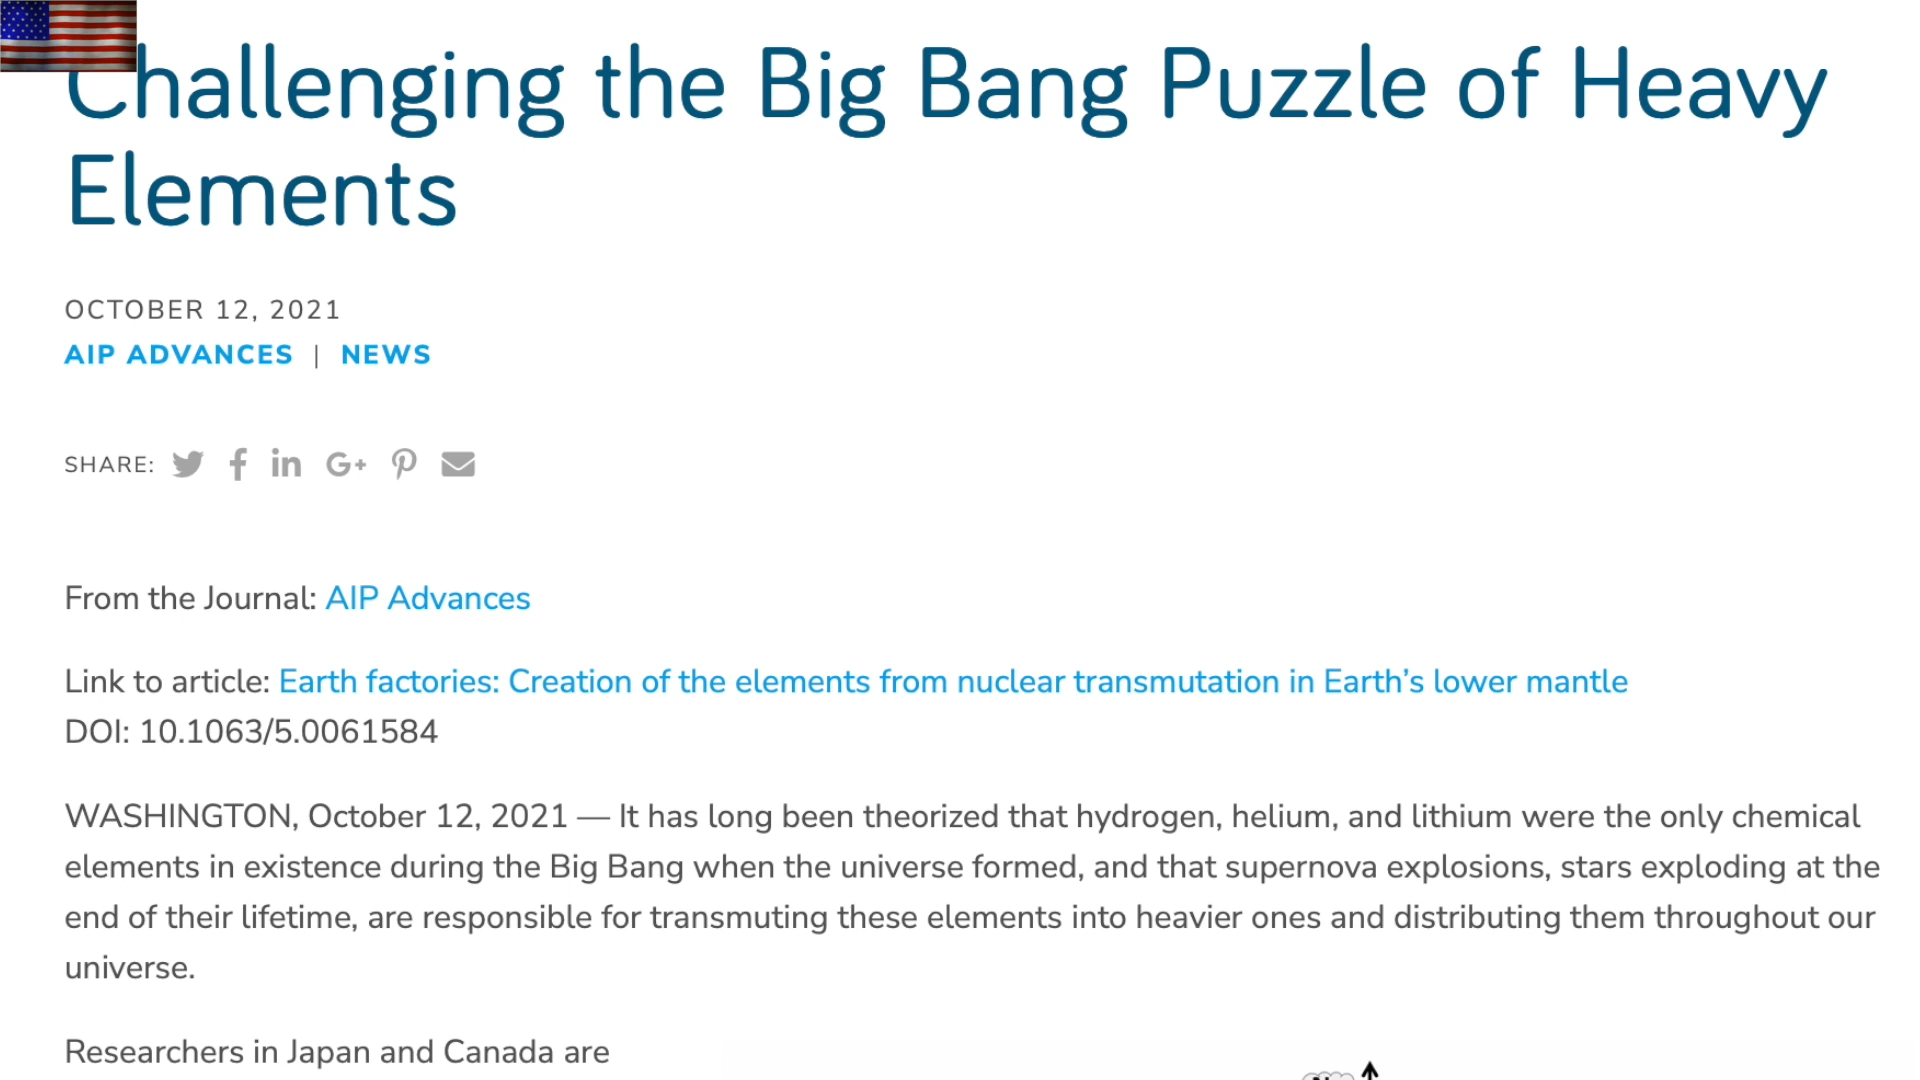 Challenging the Big Bang Puzzle of Heavy
Elements
OCTOBER 12, 2021
AIP ADVANCES | NEWS
SHARE:
From the Journal: AIP Advances
Link to article: Earth factories: Creation of the elements from nuclear transmutation in Earth’s lower mantle
DOI: 10.1063/5.0061584
WASHINGTON, October 12, 2021 — It has long been theorized that hydrogen, helium, and lithium were the only chemical
elements in existence during the Big Bang when the universe formed, and that supernova explosions, stars exploding at the
end of their lifetime, are responsible for transmuting these elements into heavier ones and distributing them throughout our
universe.
Researchers in Japan and Canada are